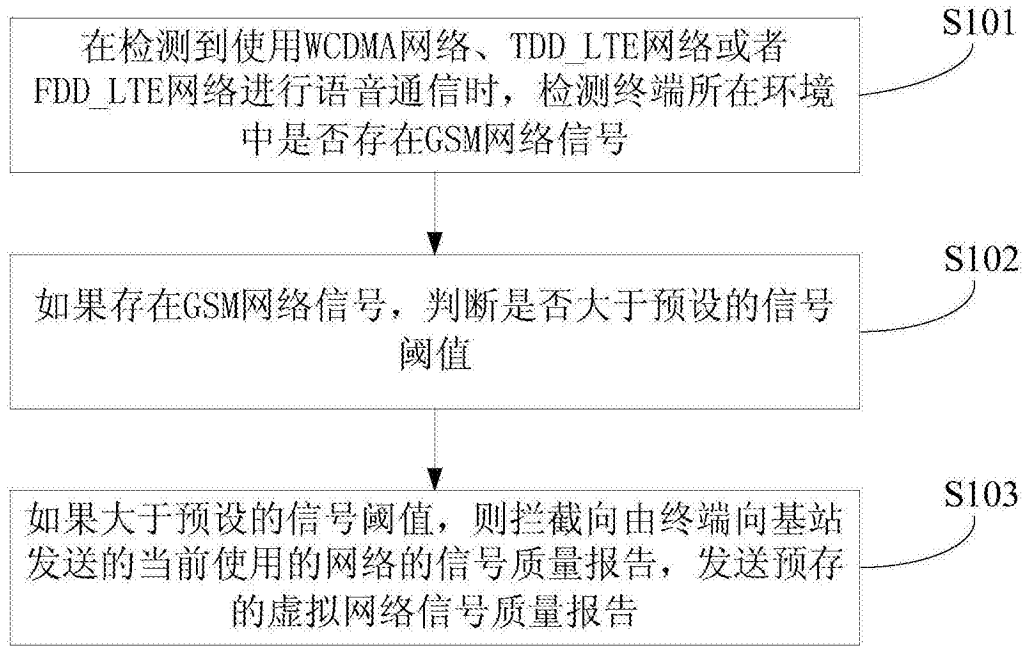 S101
在检测到使用WCDMA网络、TDD_LTE网络或者
FDD_LTE网络进行语音通信时，检测终端所在环境
中是否存在GSM网络信号
S102
如果存在GSM网络信号，判断是否大于预设的信号
阈值
S103
如果大于预设的信号阈值，则拦截向由终端向基站
发送的当前使用的网络的信号质量报告，发送预存
的虚拟网络信号质量报告